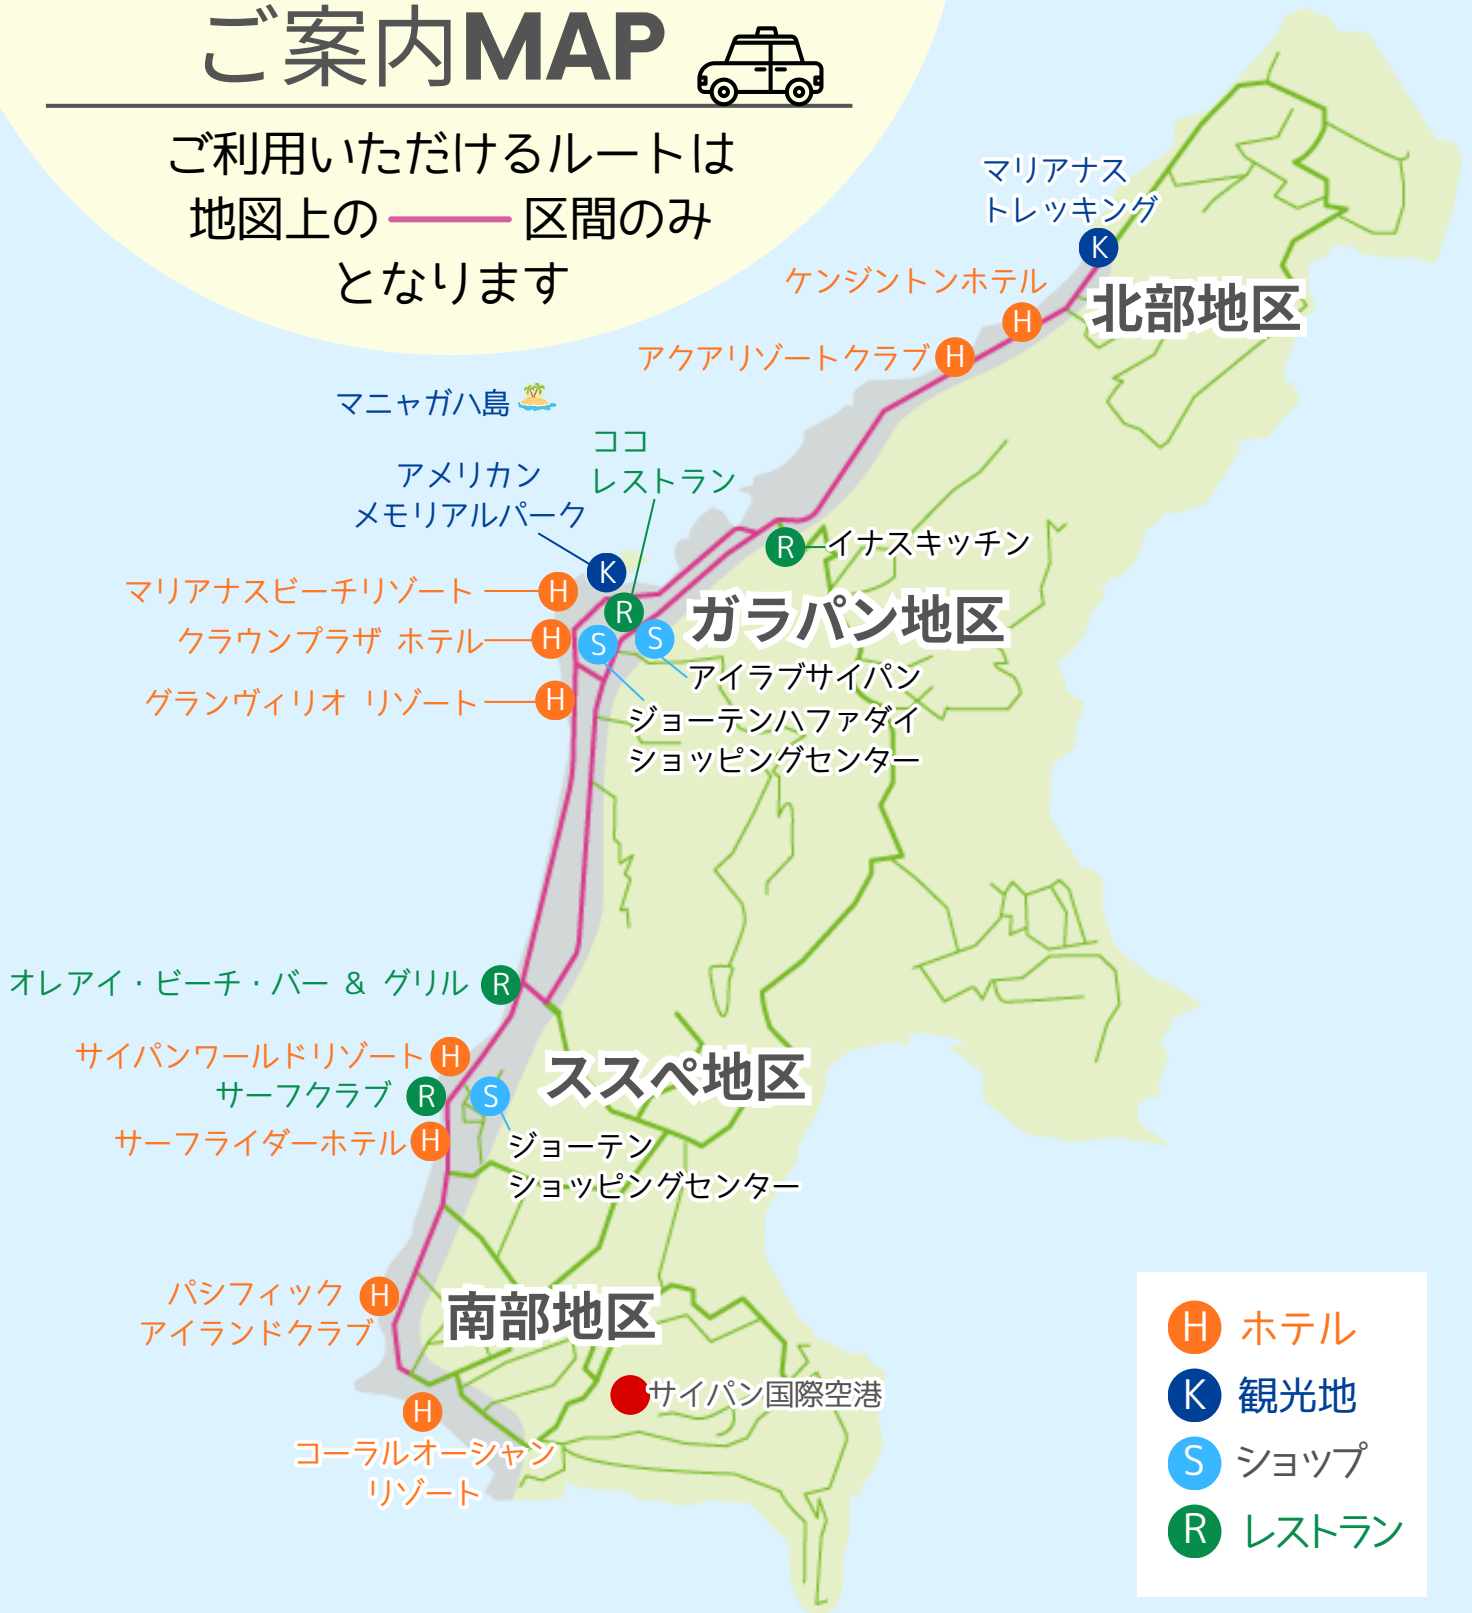 ご案内MAP
ご利用いただけるルートは
地図上の 区間のみ
となります
マリアナス
トレッキング
K
ケンジントンホテル
H
北部地区
アクアリゾートクラブ H
マニャガハ島
ココ
レストラン
アメリカン
メモリアルパーク
R イナスキッチン
K
マリアナスビーチリゾート H
R
ガラパン地区
クラウンプラザ ホテル H
S
S
アイラブサイパン
グランヴィリオ リゾート H
ジョーテンハファダイ
ショッピングセンター
オレアイ・ビーチ・バー & グリル R
サイパンワールドリゾート H
ススペ地区
サーフクラブ R
S
サーフライダーホテル H
ジョーテン
ショッピングセンター
パシフィック
アイランドクラブ
H
南部地区
サイパン国際空港
H
コーラルオーシャン
リゾート
H ホテル
K 観光地
S ショップ
R レストラン